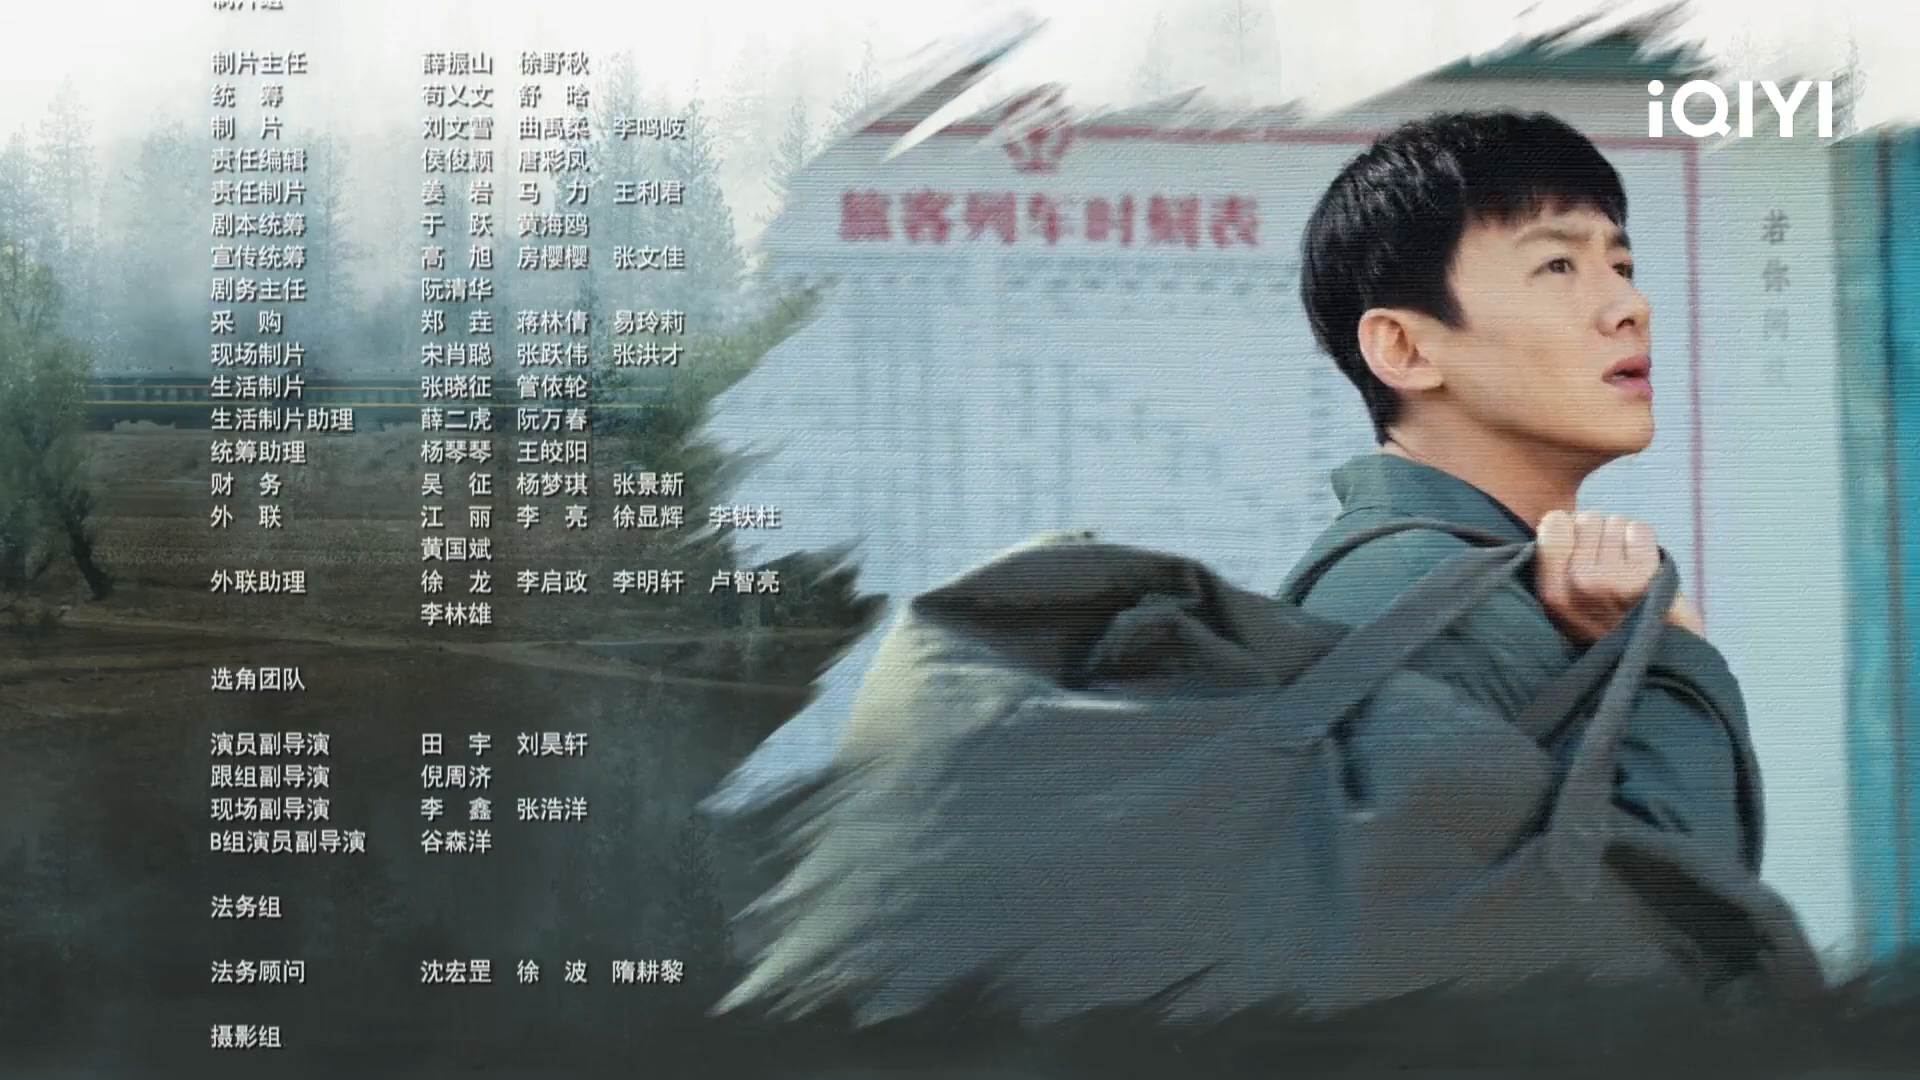 制片主任 薛振山 徐野秋
统 筹 荀乂文 舒 晗
制 片 刘文雪 曲禹柔 李鸣岐
责任编辑 侯俊颀 唐彩凤
责任制片 姜 岩 马 力 王利君
剧本统筹 于 跃 黄海鸥
宣传统筹 高 旭 房樱樱 张文佳
剧务主任 阮清华
采 购 郑 垚 蒋林倩 易玲莉
现场制片 宋肖聪 张跃伟 张洪才
生活制片 张晓征 管依轮
生活制片助理 薛二虎 阮万春
统筹助理 杨琴琴 王皎阳
财 务 吴 征 杨梦琪 张景新
外 联 江 丽 李 亮 徐显辉 李铁柱
黄国斌
外联助理 徐 龙 李启政 李明轩 卢智亮
李林雄
选角团队
演员副导演 田 宇 刘昊轩
跟组副导演 倪周济
现场副导演 李 鑫 张浩洋
B组演员副导演 谷森洋
法务组
法务顾问 沈宏罡 徐 波 隋耕黎
摄影组
iQIYI
旅客列车时刻表
若你